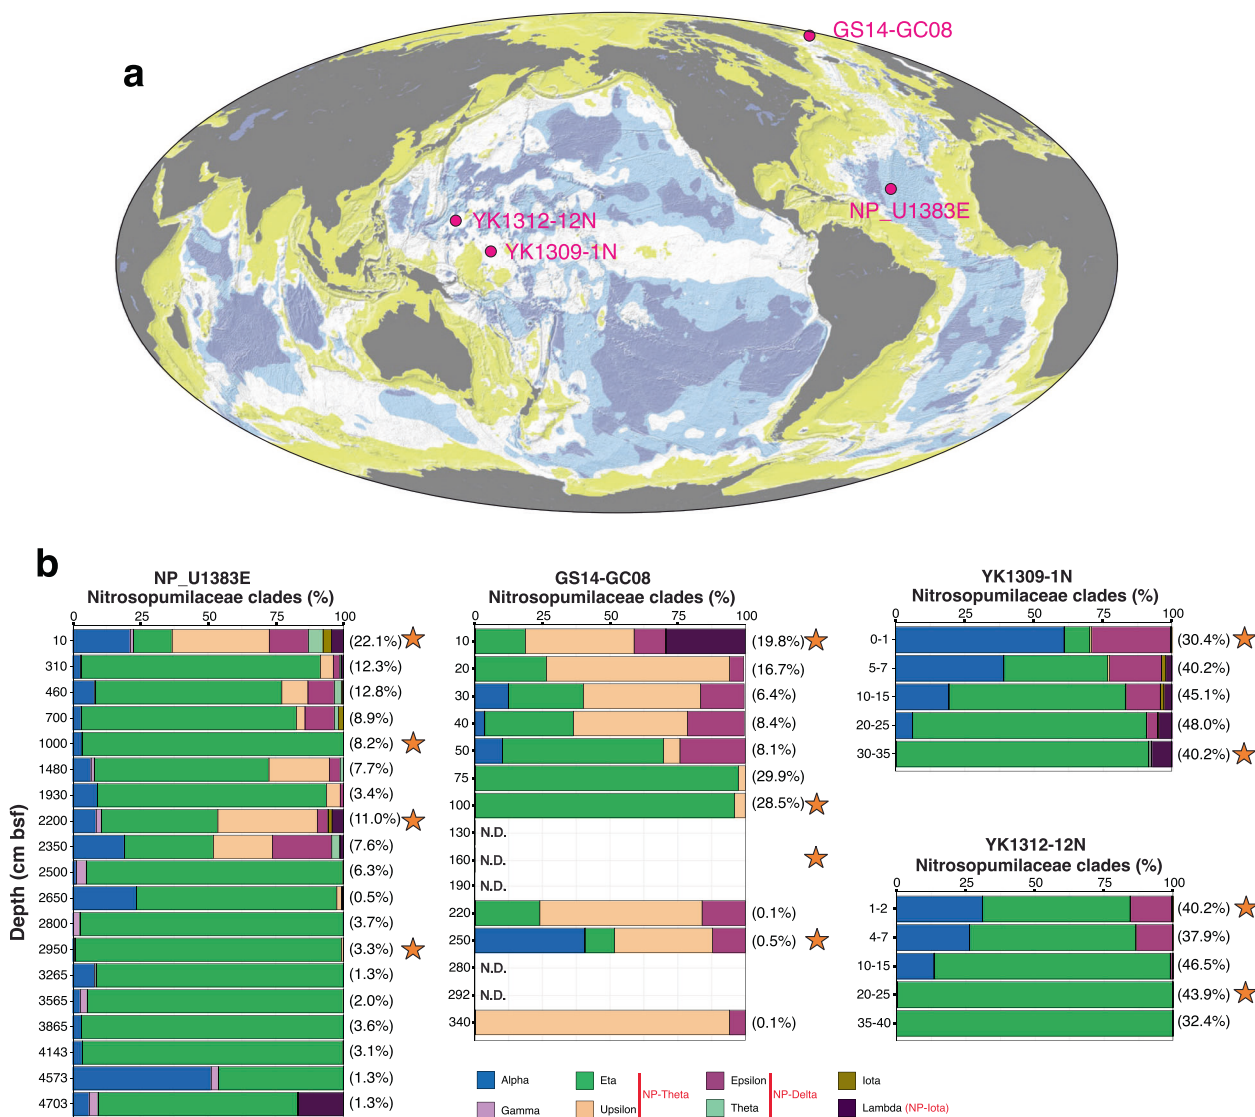 a
GS14-GC08
NP_U1383E
YK1312-12N
YK1309-1N
b
NP_U1383E
Nitrosopumilaceae clades (%)
0 25 50 75 100
Depth (cm bsf)
10 (22.1%)
310 (12.3%)
460 (12.8%)
700 (8.9%)
1000 (8.2%)
1480 (7.7%)
1930 (3.4%)
2200 (11.0%)
2350 (7.6%)
2500 (6.3%)
2650 (0.5%)
2800 (3.7%)
2950 (3.3%)
3265 (1.3%)
3565 (2.0%)
3865 (3.6%)
4143 (3.1%)
4573 (1.3%)
4703 (1.3%)
GS14-GC08
Nitrosopumilaceae clades (%)
0 25 50 75 100
10 (19.8%)
20 (16.7%)
30 (6.4%)
40 (8.4%)
50 (8.1%)
75 (29.9%)
100 (28.5%)
130 N.D.
160 N.D.
190 N.D.
220 (0.1%)
250 (0.5%)
280 N.D.
292 N.D.
340 (0.1%)
YK1309-1N
Nitrosopumilaceae clades (%)
0 25 50 75 100
0-1 (30.4%)
5-7 (40.2%)
10-15 (45.1%)
20-25 (48.0%)
30-35 (40.2%)
YK1312-12N
Nitrosopumilaceae clades (%)
0 25 50 75 100
1-2 (40.2%)
4-7 (37.9%)
10-15 (46.5%)
20-25 (43.9%)
35-40 (32.4%)
Alpha
Gamma
Eta
Upsilon
NP-Theta
Epsilon
Theta
NP-Delta
Iota
Lambda (NP-Iota)